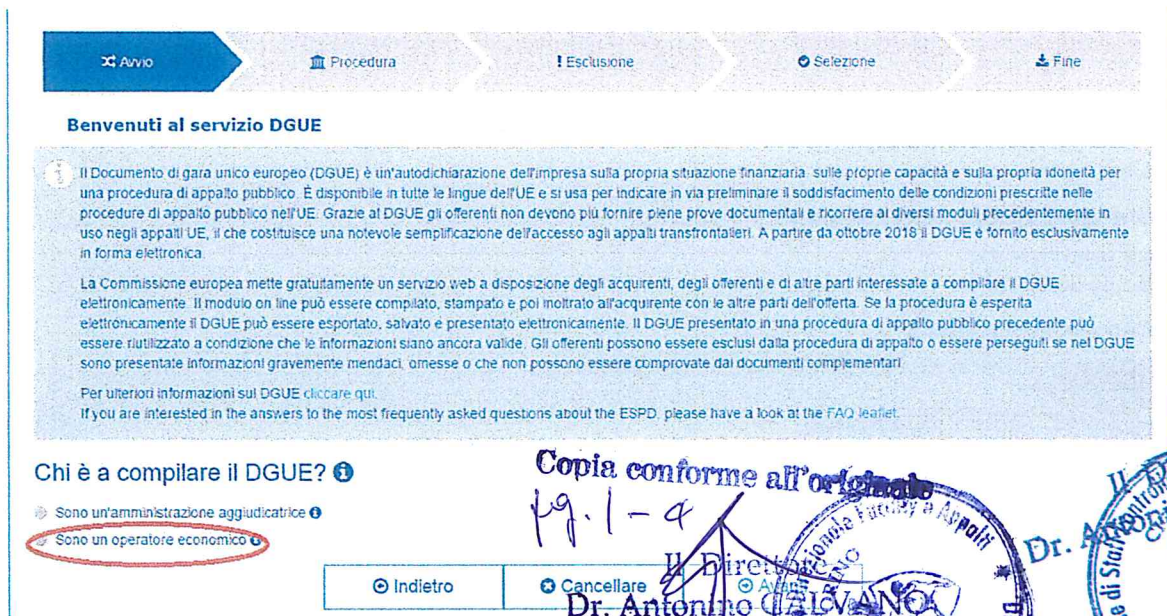 Avvio
Procedura
! Esclusione
Selezione
Fine
Benvenuti al servizio DGUE
Il Documento di gara unico europeo (DGUE) è un'autodichiarazione dell'impresa sulla propria situazione finanziaria, sulle proprie capacità e sulla propria idoneità per
una procedura di appalto pubblico. È disponibile in tutte le lingue dell'UE e si usa per indicare in via preliminare il soddisfacimento delle condizioni prescritte nelle
procedure di appalto pubblico nell'UE. Grazie al DGUE gli offerenti non devono più fornire piene prove documentali e ricorrere ai diversi moduli precedentemente in
uso negli appalti UE, il che costituisce una notevole semplificazione dell'accesso agli appalti transfrontalieri. A partire da ottobre 2018 il DGUE è fornito esclusivamente
in forma elettronica.
La Commissione europea mette gratuitamente un servizio web a disposizione degli acquirenti, degli offerenti e di altre parti interessate a compilare il DGUE
elettronicamente. Il modulo on line può essere compilato, stampato e poi inoltrato all'acquirente con le altre parti dell'offerta. Se la procedura è esperita
elettronicamente il DGUE può essere esportato, salvato e presentato elettronicamente. Il DGUE presentato in una procedura di appalto pubblico precedente può
essere riutilizzato a condizione che le informazioni siano ancora valide. Gli offerenti possono essere esclusi dalla procedura di appalto o essere perseguiti se nel DGUE
sono presentate informazioni gravemente mendaci, omesse o che non possono essere comprovate dai documenti complementari.
Per ulteriori informazioni sul DGUE cliccare qui.
If you are interested in the answers to the most frequently asked questions about the ESPD, please have a look at the FAQ leaflet.
Chi è a compilare il DGUE?
Sono un'amministrazione aggiudicatrice
Sono un operatore economico
Copia conforme all'originale
pg. 1-4
Indietro
Cancellare
Il Direttore
Dr. Antonino GALVANO
Appalti
Dr.
di Staff